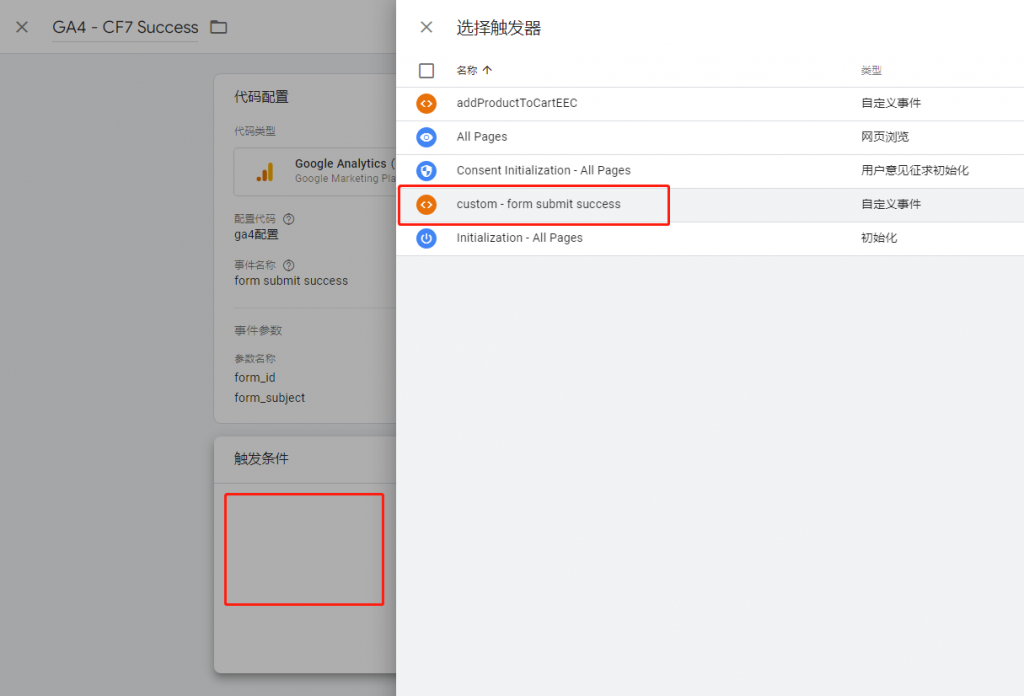 GA4 - CF7 Success
代码配置
代码类型
Google Analytics (
Google Marketing Pla
配置代码
ga4配置
事件名称
form submit success
事件参数
参数名称
form_id
form_subject
触发条件
选择触发器
名称 类型
addProductToCartEEC 自定义事件
All Pages 网页浏览
Consent Initialization - All Pages 用户意见征求初始化
custom - form submit success 自定义事件
Initialization - All Pages 初始化